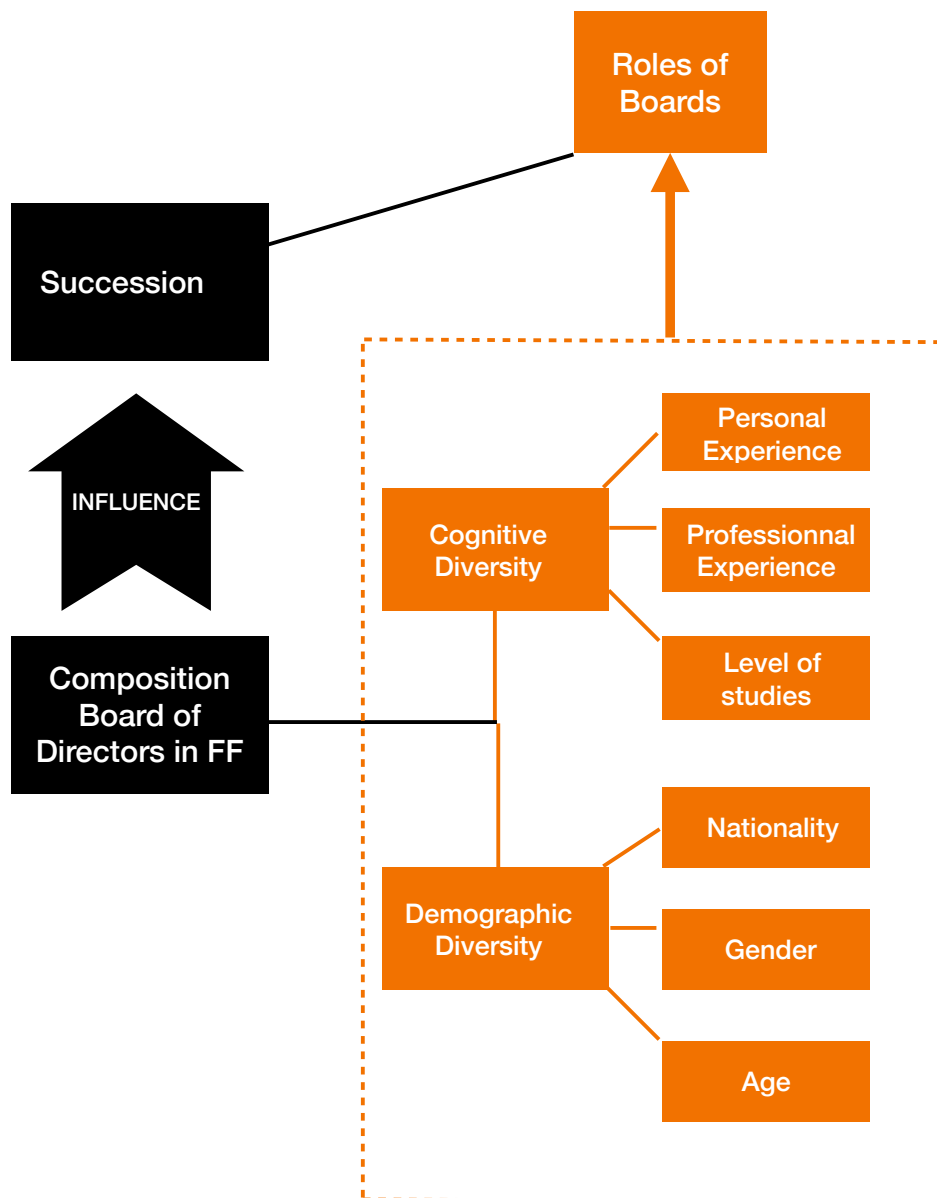 Roles of
Boards
Succession
INFLUENCE
Composition
Board of
Directors in FF
Cognitive
Diversity
Personal
Experience
Professionnal
Experience
Level of
studies
Demographic
Diversity
Nationality
Gender
Age